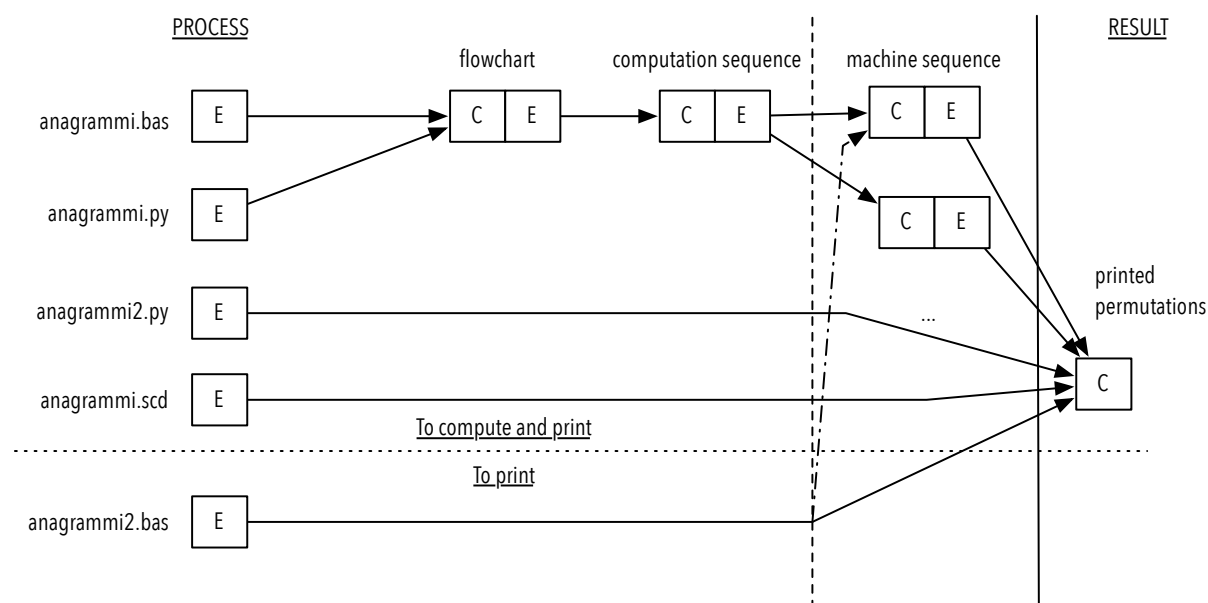 PROCESS
RESULT
flowchart
computation sequence
machine sequence
anagrammi.bas
E
C
E
C
E
C
E
anagrammi.py
E
C
E
printed
permutations
anagrammi2.py
E
...
anagrammi.scd
E
C
To compute and print
To print
anagrammi2.bas
E